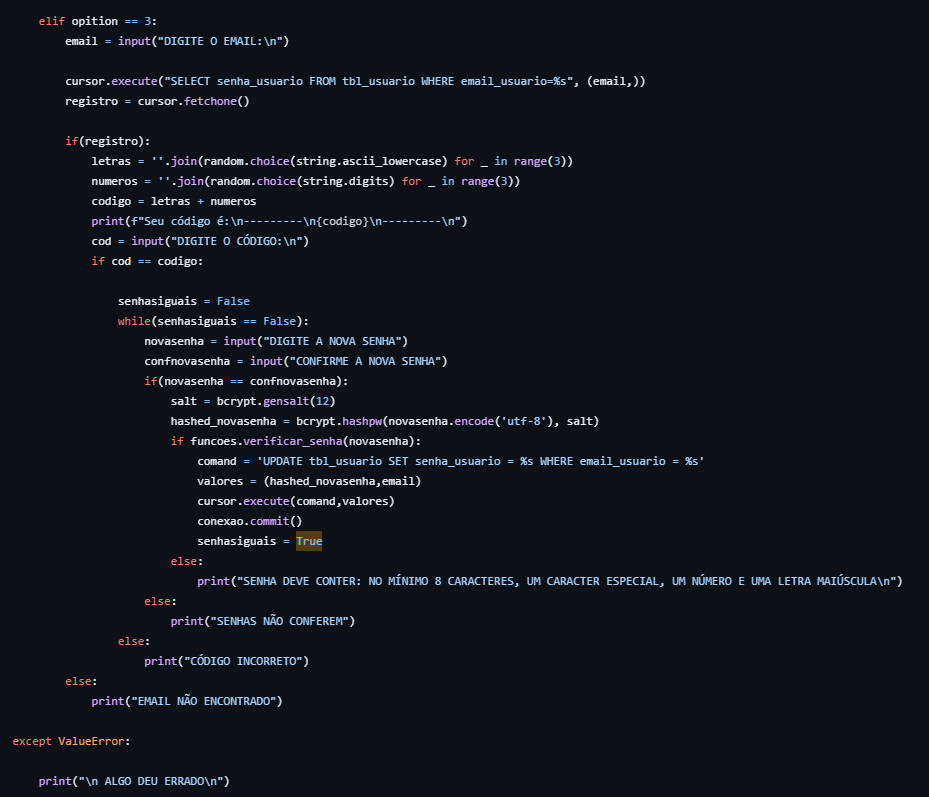 elif opition == 3:
email = input("DIGITE O EMAIL:\n")
cursor.execute("SELECT senha_usuario FROM tbl_usuario WHERE email_usuario=%s", (email,))
registro = cursor.fetchone()
if(registro):
letras = ''.join(random.choice(string.ascii_lowercase) for _ in range(3))
numeros = ''.join(random.choice(string.digits) for _ in range(3))
codigo = letras + numeros
print(f"Seu código é:\n---------\n{codigo}\n---------\n")
cod = input("DIGITE O CÓDIGO:\n")
if cod == codigo:
senhasiguais = False
while(senhasiguais == False):
novasenha = input("DIGITE A NOVA SENHA")
confnovasenha = input("CONFIRME A NOVA SENHA")
if(novasenha == confnovasenha):
salt = bcrypt.gensalt(12)
hashed_novasenha = bcrypt.hashpw(novasenha.encode('utf-8'), salt)
if funcoes.verificar_senha(novasenha):
comand = 'UPDATE tbl_usuario SET senha_usuario = %s WHERE email_usuario = %s'
valores = (hashed_novasenha,email)
cursor.execute(comand,valores)
conexao.commit()
senhasiguais = True
else:
print("SENHA DEVE CONTER: NO MÍNIMO 8 CARACTERES, UM CARACTER ESPECIAL, UM NÚMERO E UMA LETRA MAIÚSCULA\n")
else:
print("SENHAS NÃO CONFEREM")
else:
print("CÓDIGO INCORRETO")
else:
print("EMAIL NÃO ENCONTRADO")
except ValueError:
print("\n ALGO DEU ERRADO\n")